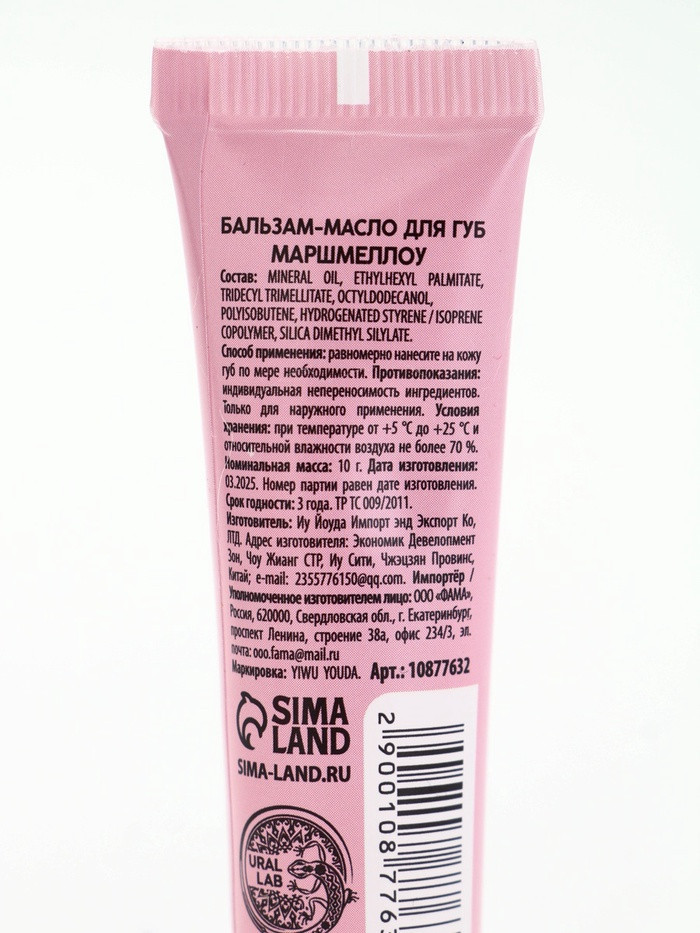 БАЛЬЗАМ-МАСЛО ДЛЯ ГУБ
МАРШМЕЛЛОУ
Состав: MINERAL OIL, ETHYLHEXYL PALMITATE,
TRIDECYL TRIMELLITATE, OCTYLDODECANOL,
POLYISOBUTENE, HYDROGENATED STYRENE / ISOPRENE
COPOLYMER, SILICA DIMETHYL SILYLATE.
Способ применения: равномерно нанесите на кожу
губ по мере необходимости. Противопоказания:
индивидуальная непереносимость ингредиентов.
Только для наружного применения. Условия
хранения: при температуре от +5 °C до +25 °C и
относительной влажности воздуха не более 70 %.
Номинальная масса: 10 г. Дата изготовления:
03.2025. Номер партии равен дате изготовления.
Срок годности: 3 года. ТР ТС 009/2011.
Изготовитель: Иу Йоуда Импорт энд Экспорт Ко,
ЛТД. Адрес изготовителя: Экономик Девелопмент
Зон, Чоу Жианг СТР, Иу Сити, Чжэцзян Провинс,
Китай; e-mail: 2355776150@qq.com. Импортёр /
Уполномоченное изготовителем лицо: ООО «ФАМА»,
Россия, 620000, Свердловская обл., г. Екатеринбург,
проспект Ленина, строение 38а, офис 234/3, эл.
почта: ooo.fama@mail.ru
Маркировка: YIWU YOUDA. Арт.: 10877632
SIMA
LAND
SIMA-LAND.RU
URAL
LAB
2 900108 7763